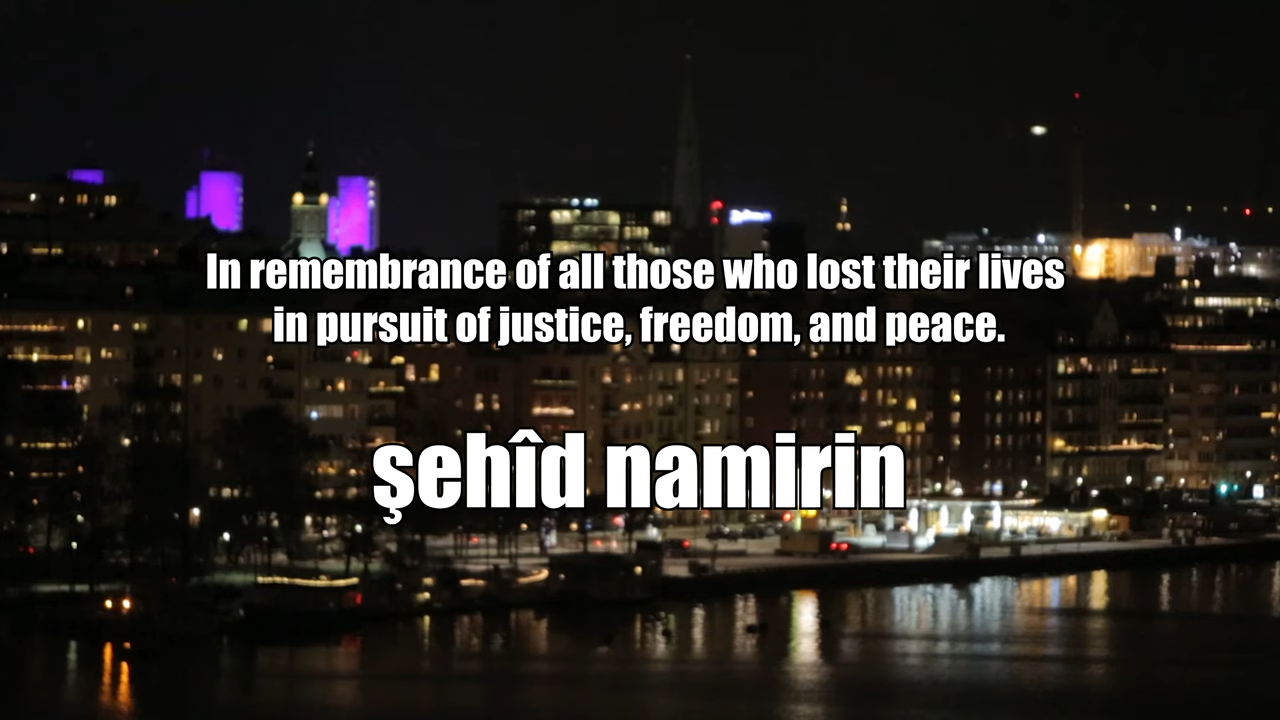 In remembrance of all those who lost their lives
in pursuit of justice, freedom, and peace.
şehîd namirin